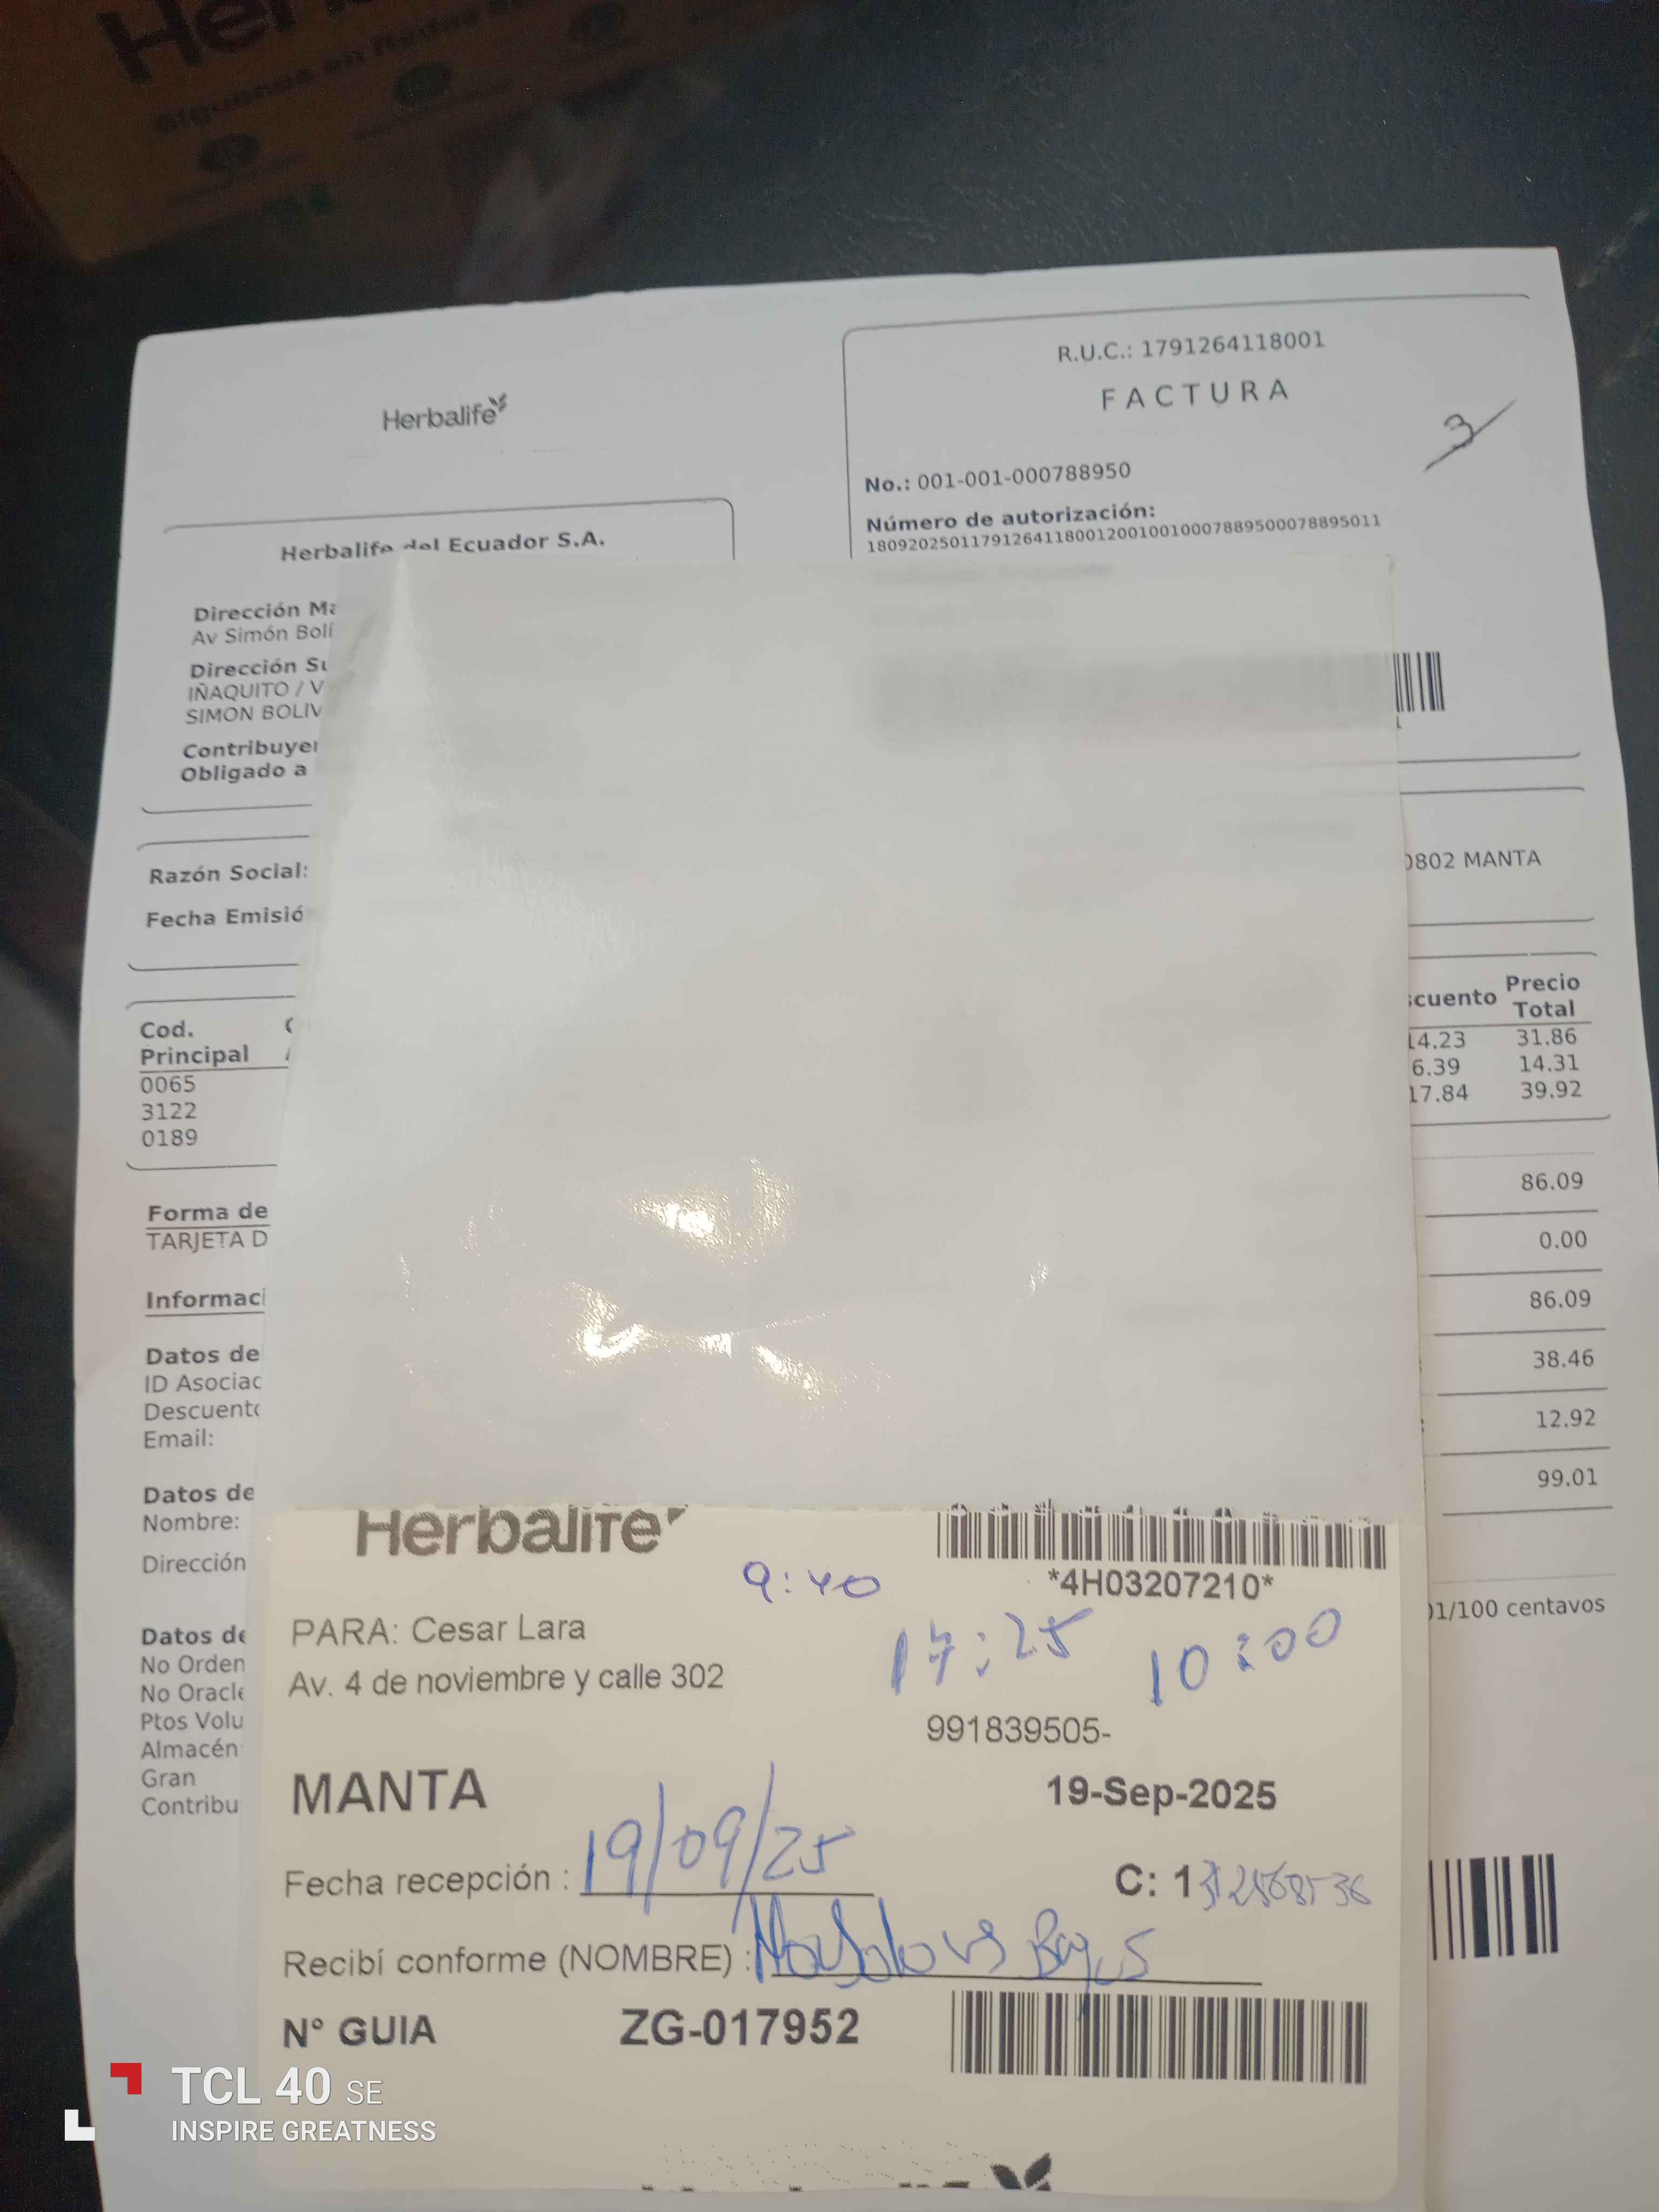 Her
Síguenos en
Herbalife
R.U.C.: 1791264118001
FACTURA
3
No.: 001-001-000788950
Número de autorización:
1809202501179126411800120010010007889500078895011
Herbalife del Ecuador S.A.
Dirección Ma
Av Simón Bolí
Dirección Su
IÑAQUITO / V
SIMON BOLIV
Contribuyer
Obligado a
Razón Social:
0802 MANTA
Fecha Emisió
Cod.
Principal
scuento
Precio
Total
0065 14.23 31.86
3122 6.39 14.31
0189 17.84 39.92
86.09
Forma de
TARJETA D
0.00
Informaci
86.09
Datos de
38.46
ID Asociac
Descuento
12.92
Email:
99.01
Datos de
Nombre:
Dirección
01/100 centavos
Datos de
No Orden
No Oracle
Ptos Volu
Almacén
Gran
Contribu
Herbalife
*4H03207210*
9:40
PARA: Cesar Lara
17:25
10:00
Av. 4 de noviembre y calle 302
991839505-
MANTA
19-Sep-2025
Fecha recepción : 19/09/25
C: 1
Recibí conforme (NOMBRE) :
N° GUIA ZG-017952
TCL 40 SE
INSPIRE GREATNESS